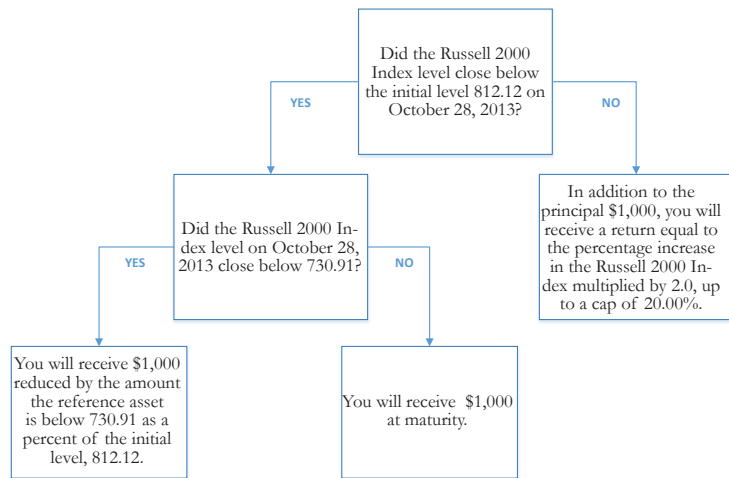 Did the Russell 2000
Index level close below
the initial level 812.12 on
October 28, 2013?
YES
NO
Did the Russell 2000 In-
dex level on October 28,
2013 close below 730.91?
In addition to the
principal $1,000, you will
receive a return equal to
the percentage increase
in the Russell 2000 In-
dex multiplied by 2.0, up
to a cap of 20.00%.
YES
NO
You will receive $1,000
reduced by the amount
the reference asset
is below 730.91 as a
percent of the initial
level, 812.12.
You will receive $1,000
at maturity.